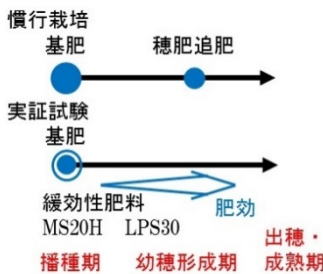 慣行栽培
基肥 穂肥追肥
実証試験
基肥
緩効性肥料 肥効
MS20H LPS30
出穂・
播種期 幼穂形成期 成熟期